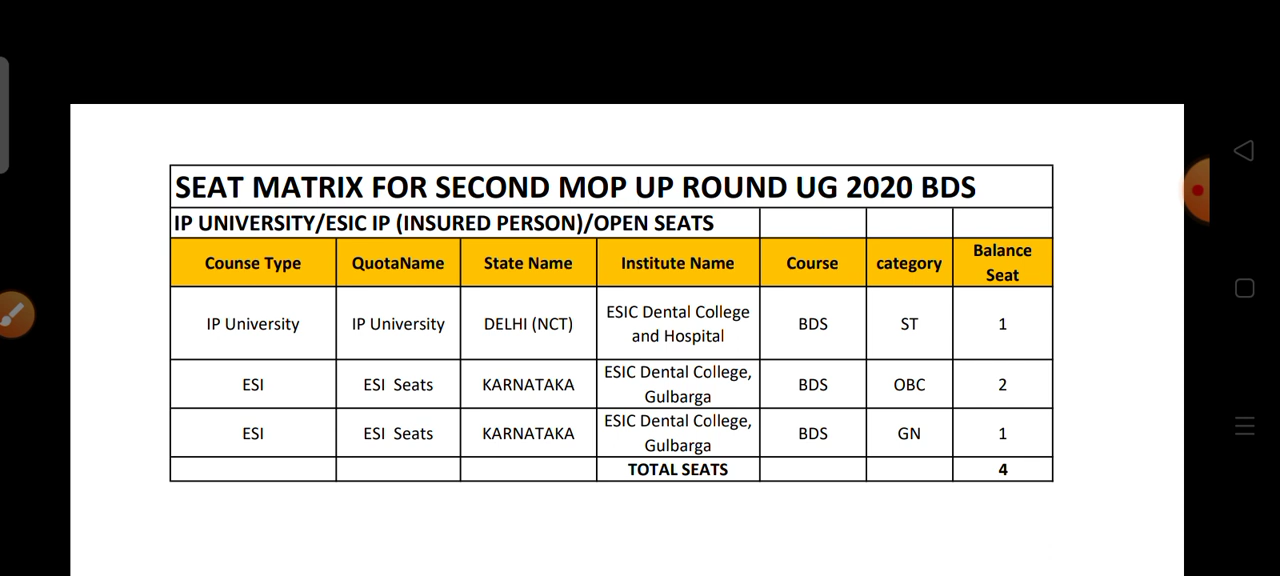 SEAT MATRIX FOR SECOND MOP UP ROUND UG 2020 BDS
IP UNIVERSITY/ESIC IP (INSURED PERSON)/OPEN SEATS
Counse Type QuotaName State Name Institute Name Course category Balance Seat
IP University IP University DELHI (NCT) ESIC Dental College and Hospital BDS ST 1
ESI ESI Seats KARNATAKA ESIC Dental College, Gulbarga BDS OBC 2
ESI ESI Seats KARNATAKA ESIC Dental College, Gulbarga BDS GN 1
TOTAL SEATS 4